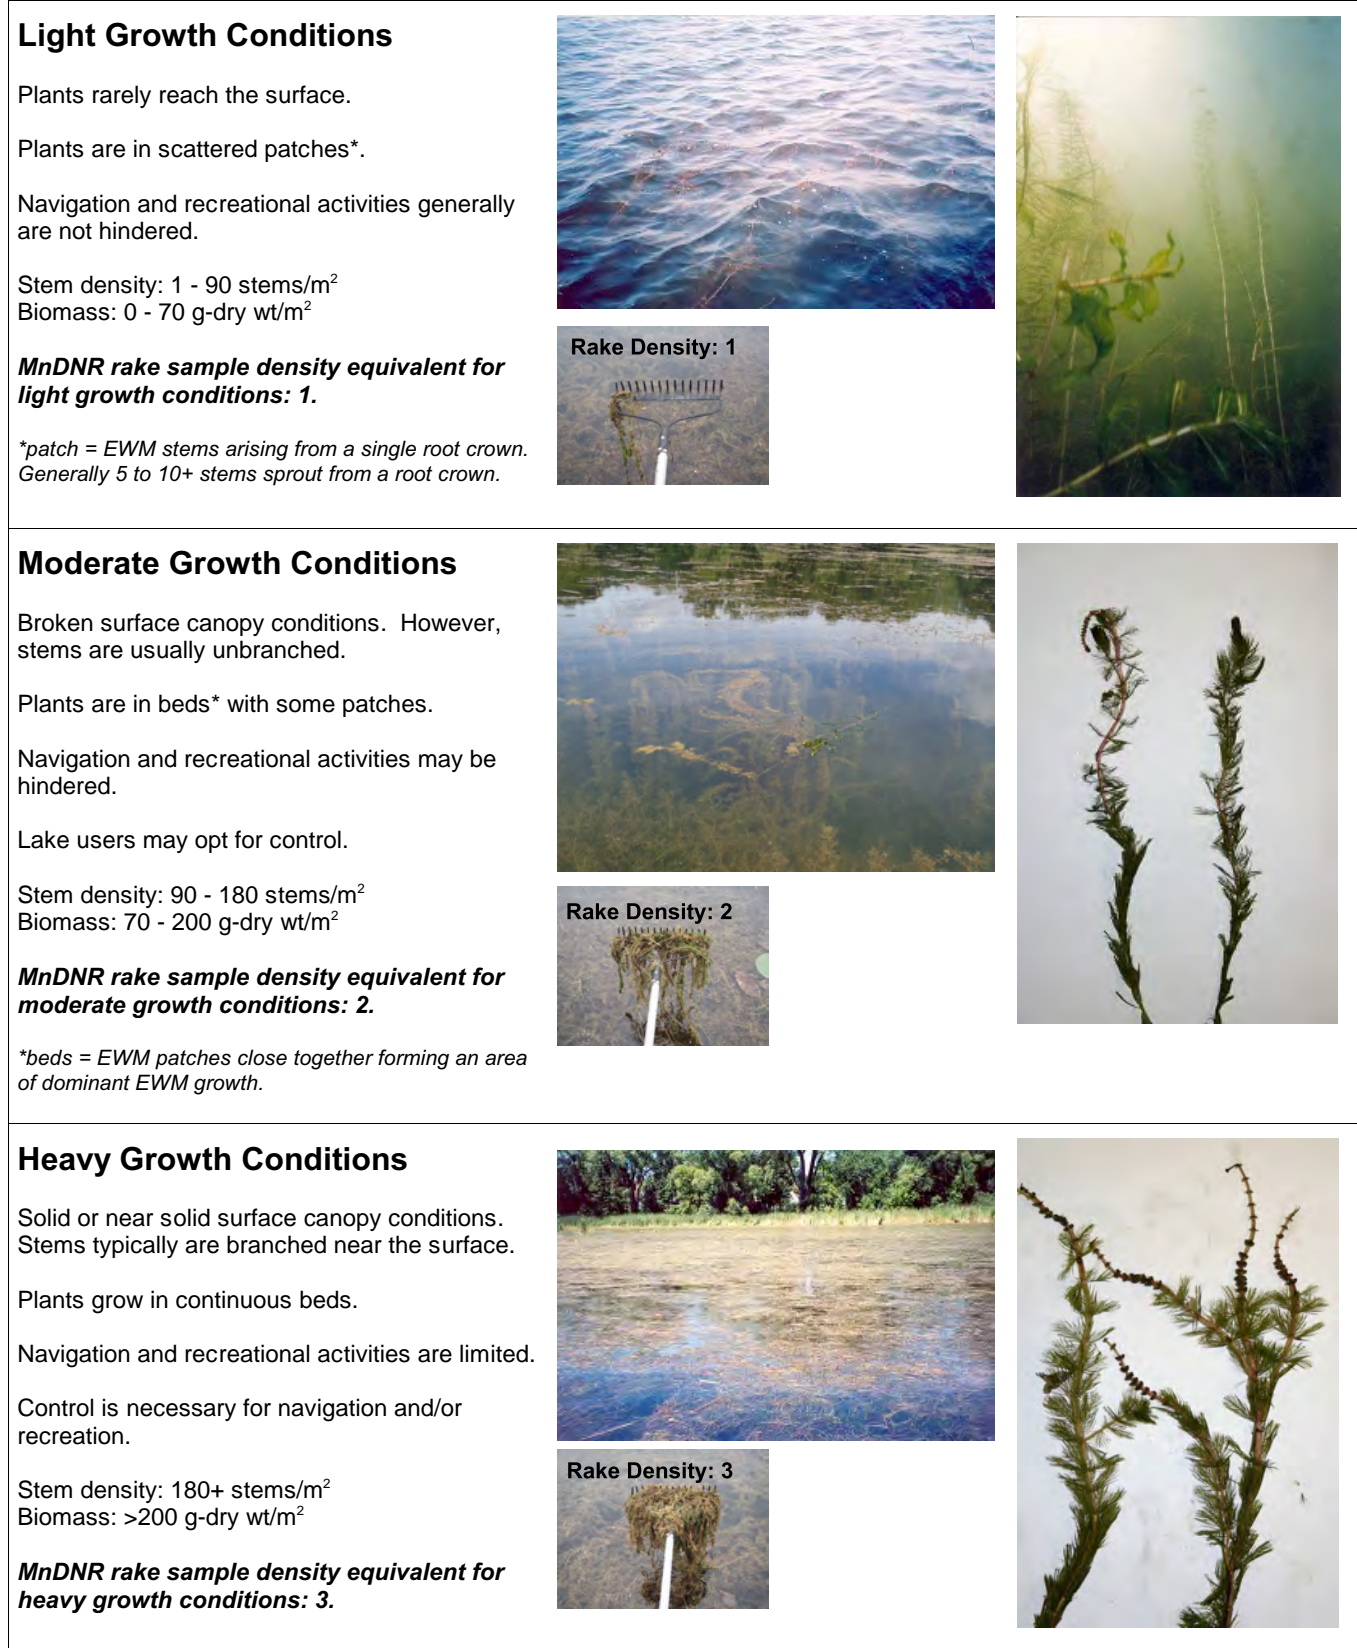 Light Growth Conditions
Plants rarely reach the surface.
Plants are in scattered patches*.
Navigation and recreational activities generally
are not hindered.
Stem density: 1 - 90 stems/m²
Biomass: 0 - 70 g-dry wt/m²
MnDNR rake sample density equivalent for
light growth conditions: 1.
*patch = EWM stems arising from a single root crown.
Generally 5 to 10+ stems sprout from a root crown.
Rake Density: 1
Moderate Growth Conditions
Broken surface canopy conditions.  However,
stems are usually unbranched.
Plants are in beds* with some patches.
Navigation and recreational activities may be
hindered.
Lake users may opt for control.
Stem density: 90 - 180 stems/m²
Biomass: 70 - 200 g-dry wt/m²
MnDNR rake sample density equivalent for
moderate growth conditions: 2.
*beds = EWM patches close together forming an area
of dominant EWM growth.
Rake Density: 2
Heavy Growth Conditions
Solid or near solid surface canopy conditions.
Stems typically are branched near the surface.
Plants grow in continuous beds.
Navigation and recreational activities are limited.
Control is necessary for navigation and/or
recreation.
Stem density: 180+ stems/m²
Biomass: >200 g-dry wt/m²
MnDNR rake sample density equivalent for
heavy growth conditions: 3.
Rake Density: 3